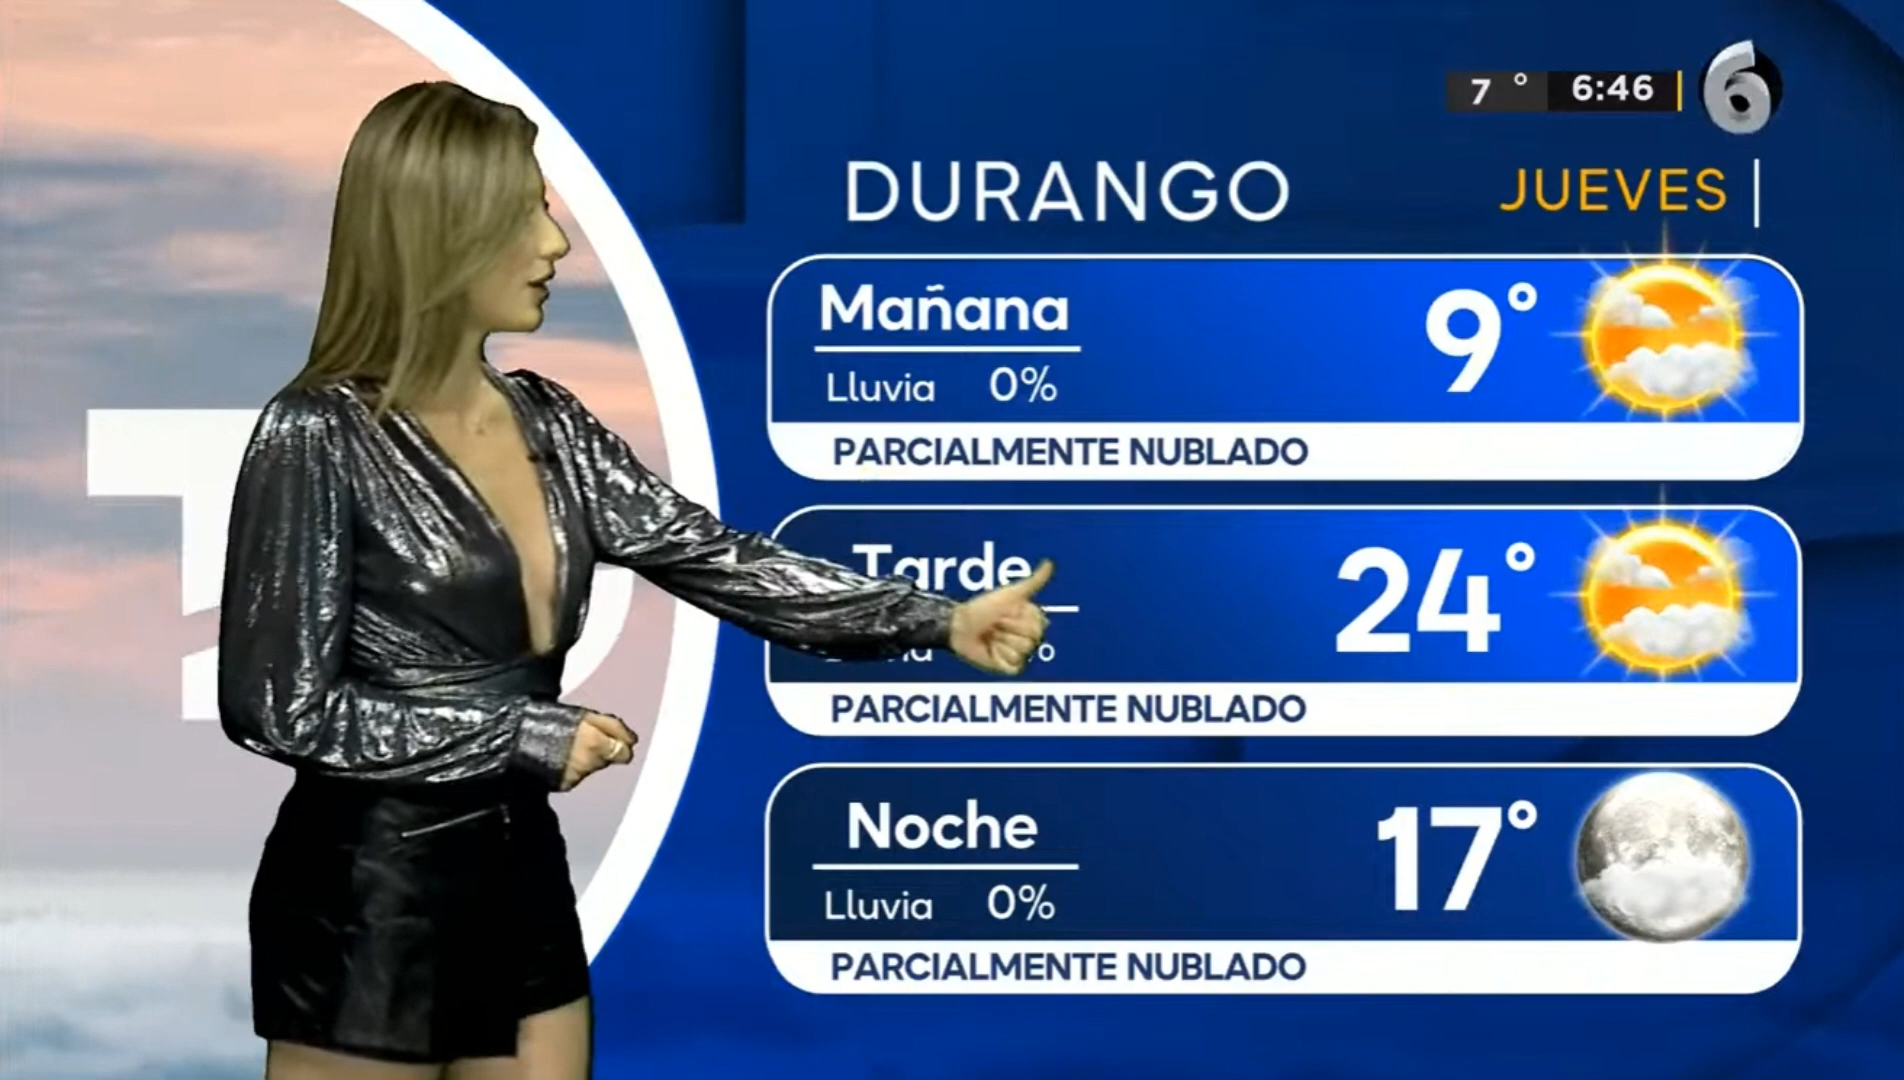 7 ° 6:46 6
DURANGO JUEVES
Mañana 9°
Lluvia 0%
PARCIALMENTE NUBLADO
Tarde 24°
PARCIALMENTE NUBLADO
Noche 17°
Lluvia 0%
PARCIALMENTE NUBLADO